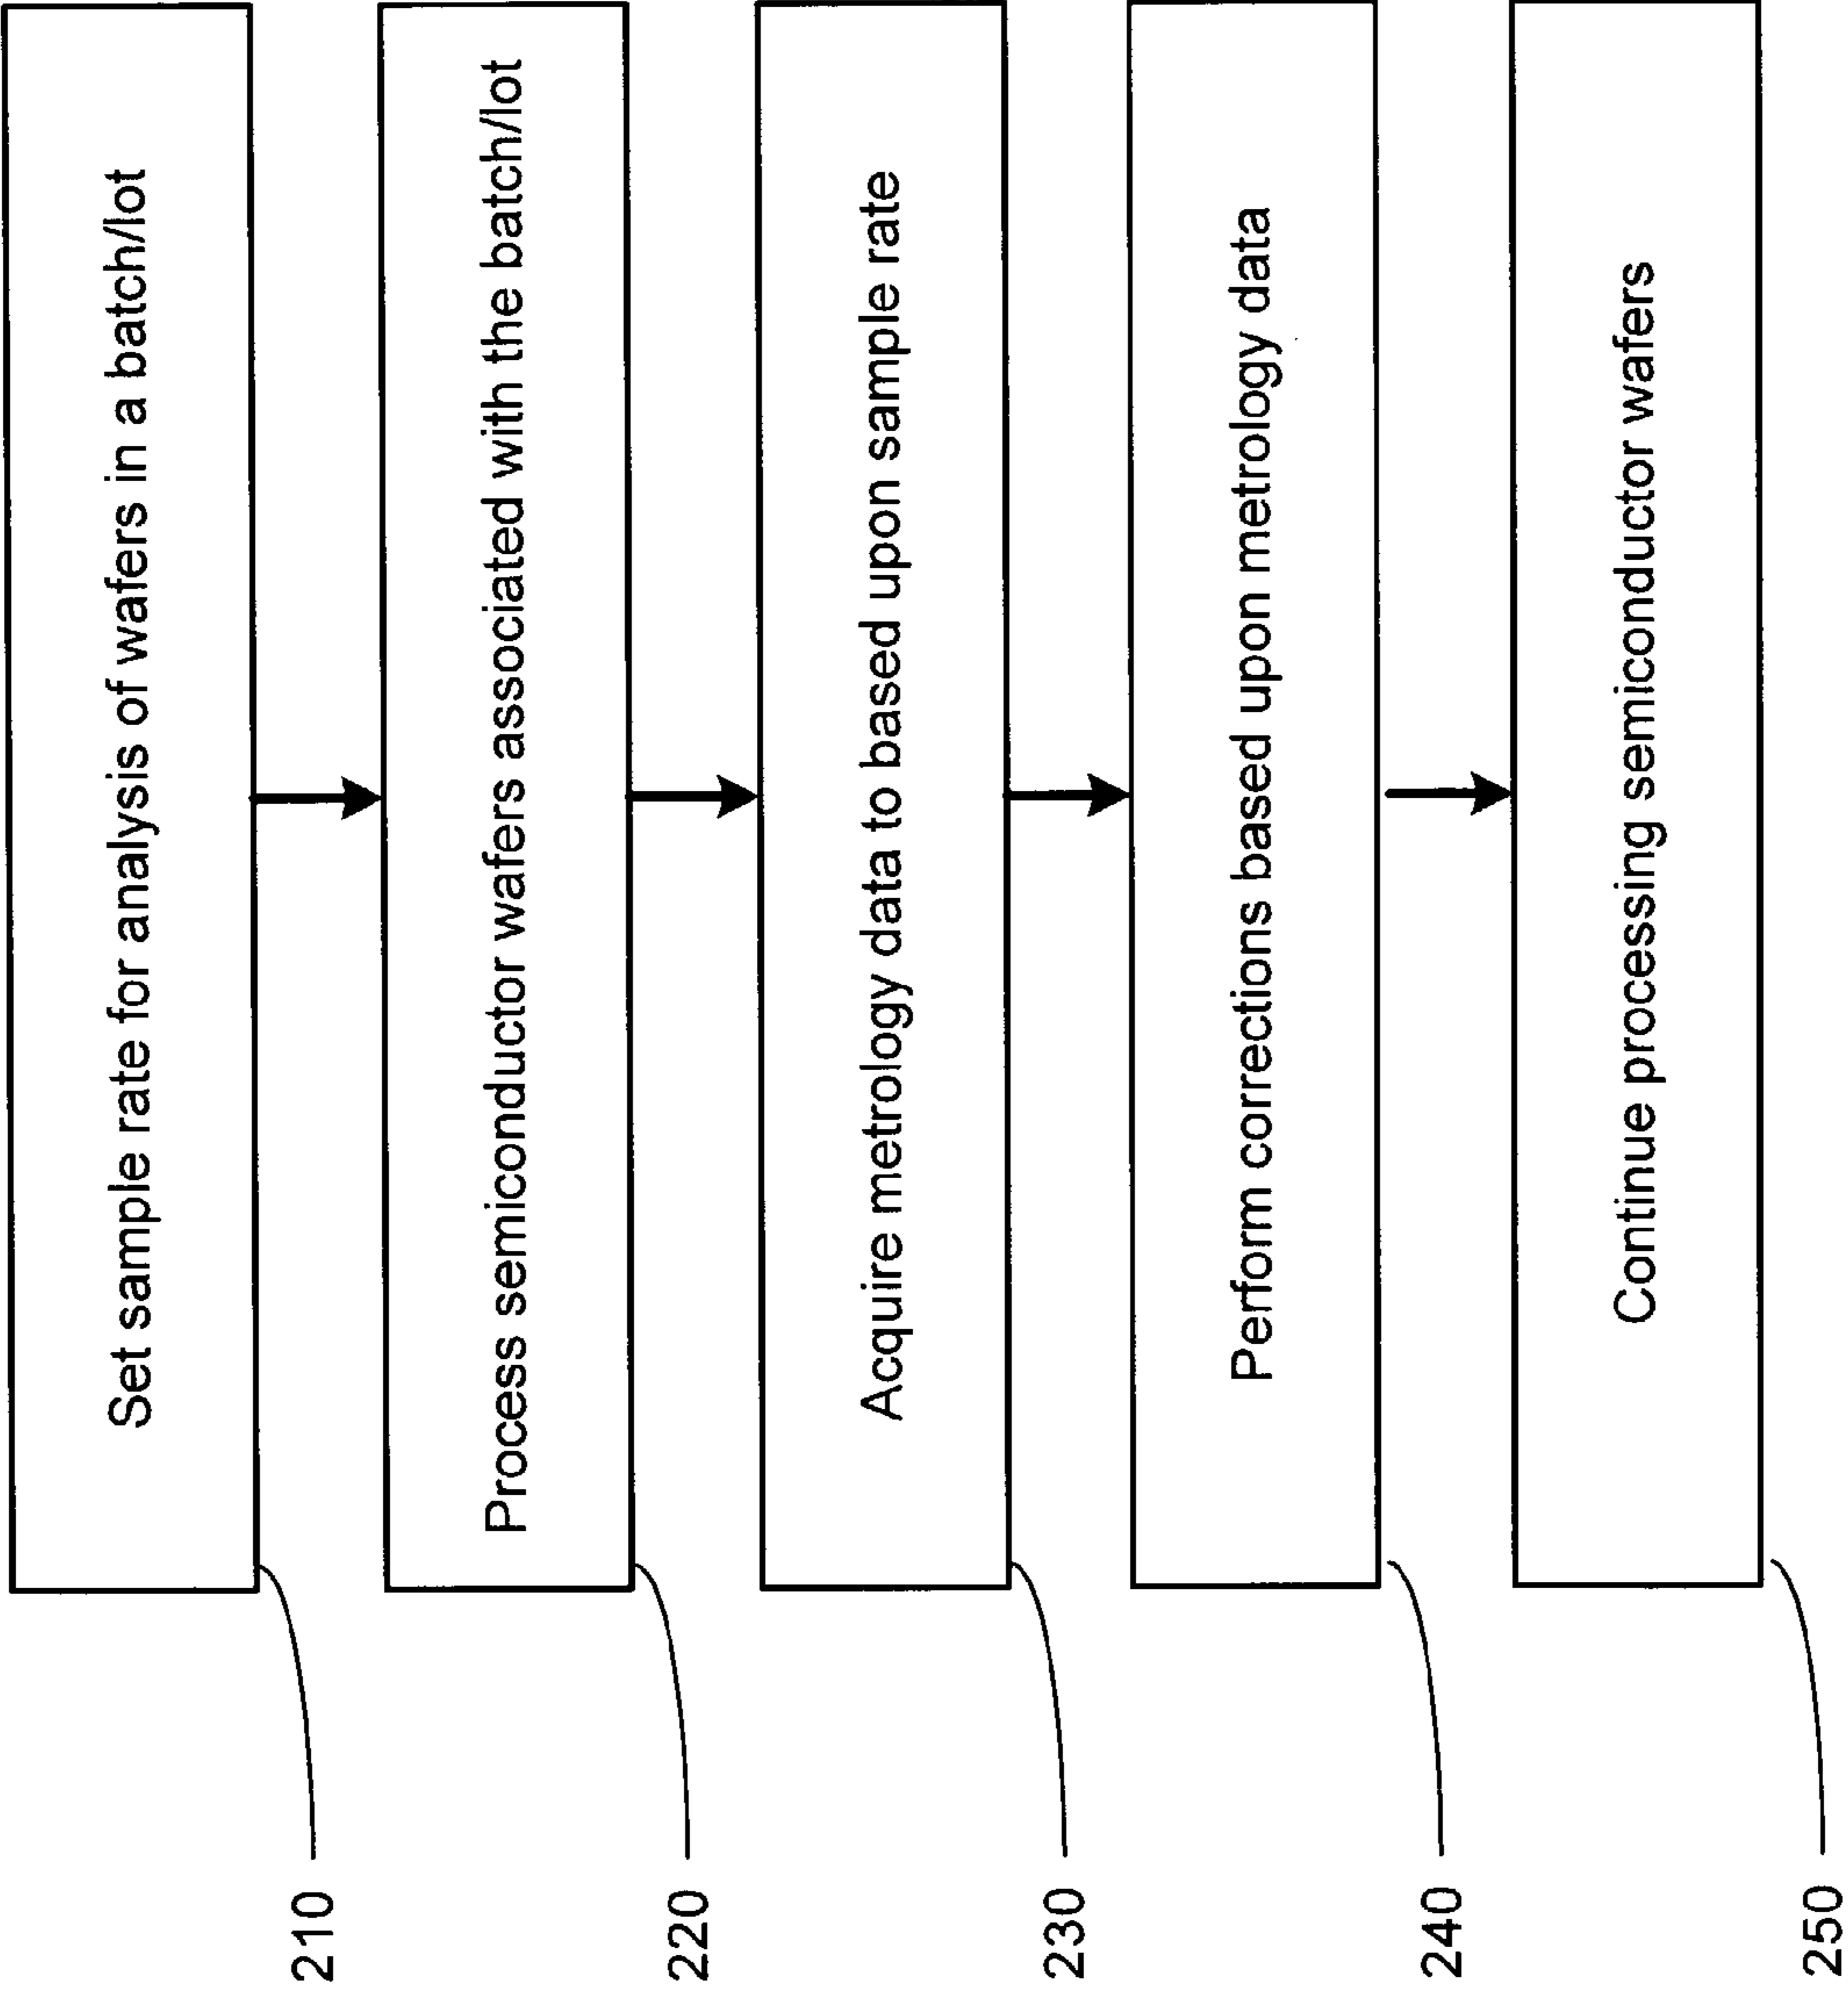 Set sample rate for analysis of wafers in a batch/lot
210
Process semiconductor wafers associated with the batch/lot
220
Acquire metrology data to based upon sample rate
230
Perform corrections based upon metrology data
240
Continue processing semiconductor wafers
250